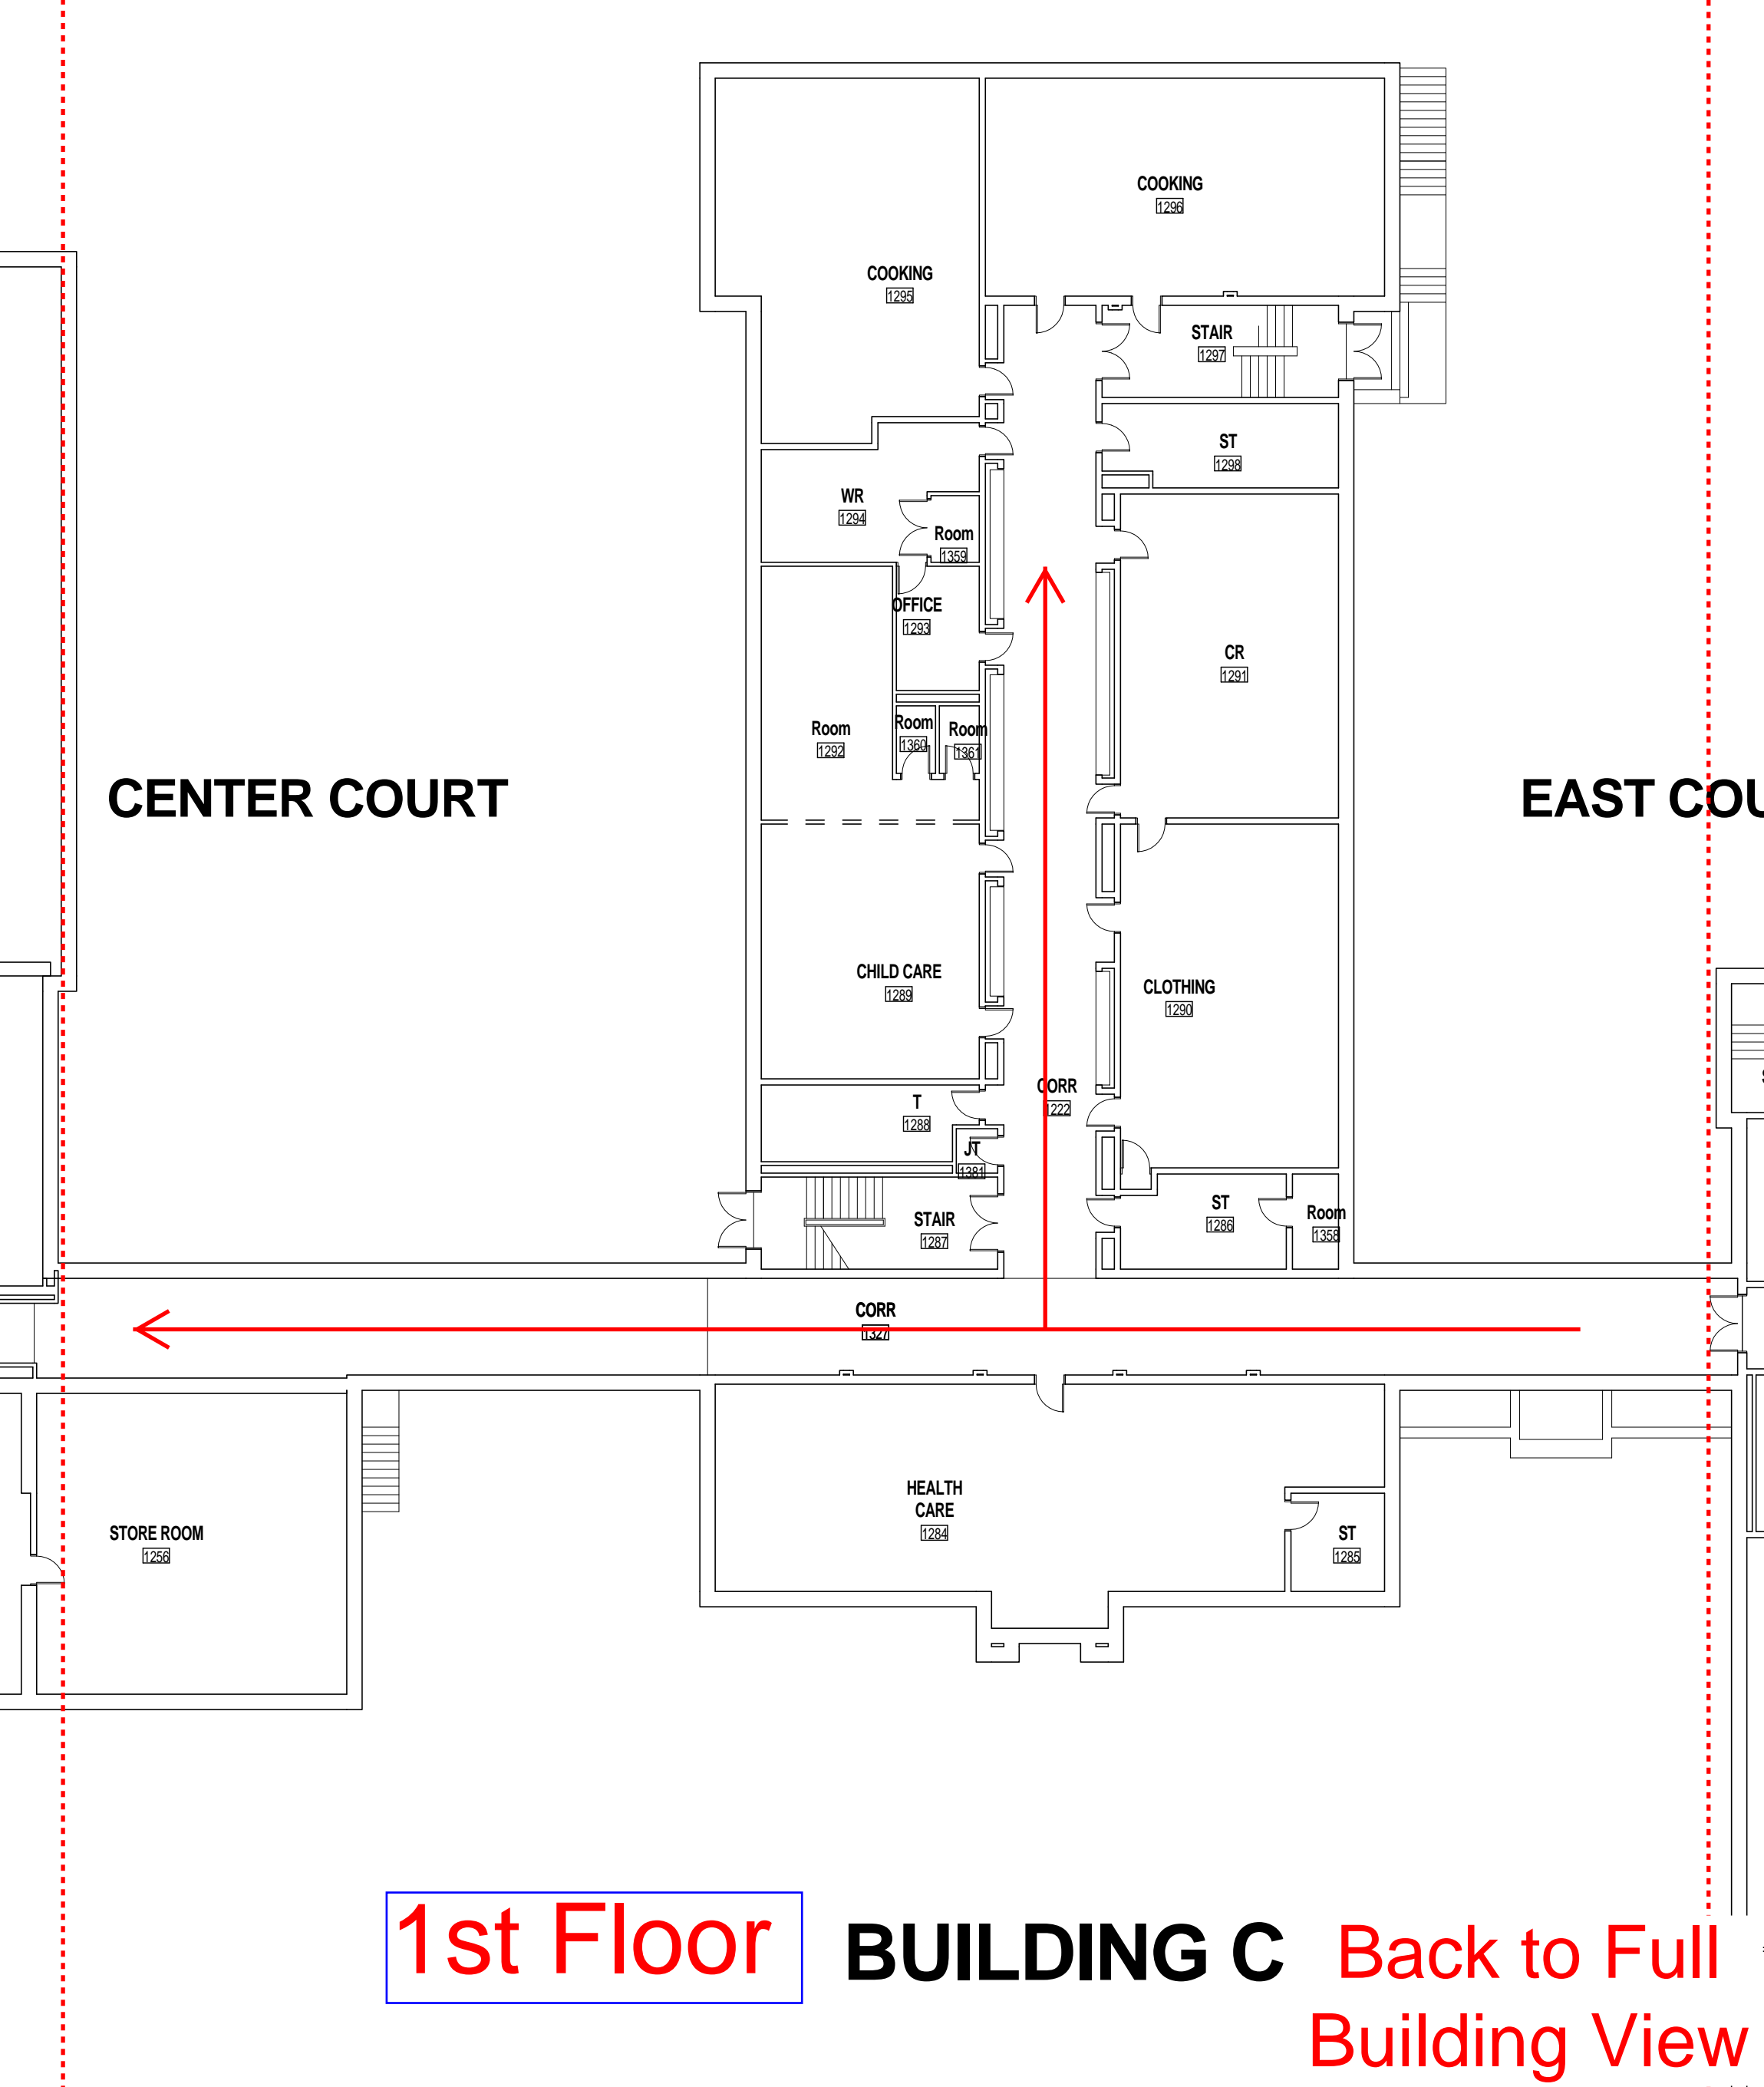 COOKING
1296
COOKING
1295
STAIR
1297
ST
1298
WR
1294
Room
1359
OFFICE
1293
CR
1291
Room
1292
Room
1360
Room
1361
CENTER COURT
EAST COU
CHILD CARE
1289
CLOTHING
1290
CORR
1222
T
1288
JT
1381
STAIR
1287
ST
1286
Room
1358
CORR
1327
HEALTH
CARE
1284
STORE ROOM
1256
ST
1285
1st Floor
BUILDING C
Back to Full
Building View